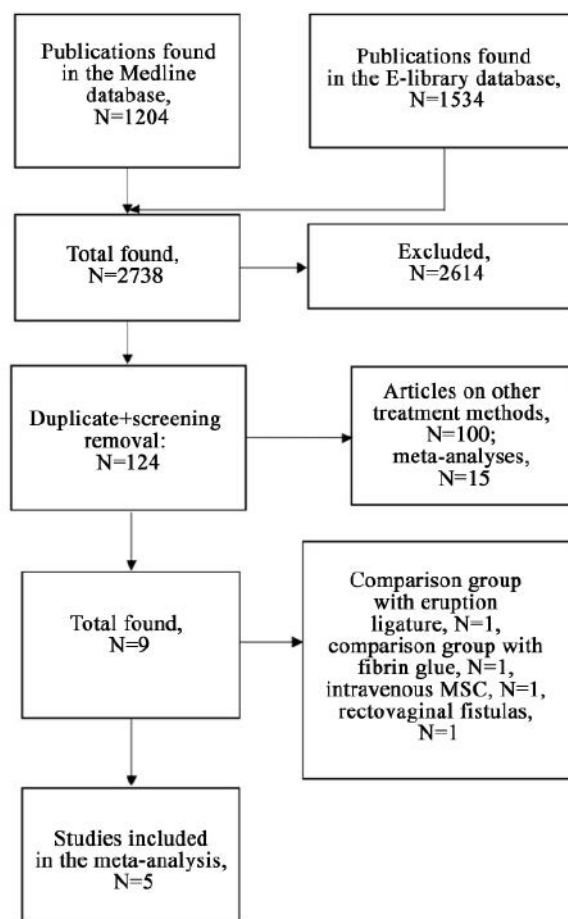 Publications found
in the Medline
database,
N=1204
Publications found
in the E-library database,
N=1534
Total found,
N=2738
Excluded,
N=2614
Duplicate+screening
removal:
N=124
Articles on other
treatment methods,
N=100;
meta-analyses,
N=15
Total found,
N=9
Comparison group
with eruption
ligature, N=1,
comparison group with
fibrin glue, N=1,
intravenous MSC, N=1,
rectovaginal fistulas,
N=1
Studies included
in the meta-analysis,
N=5